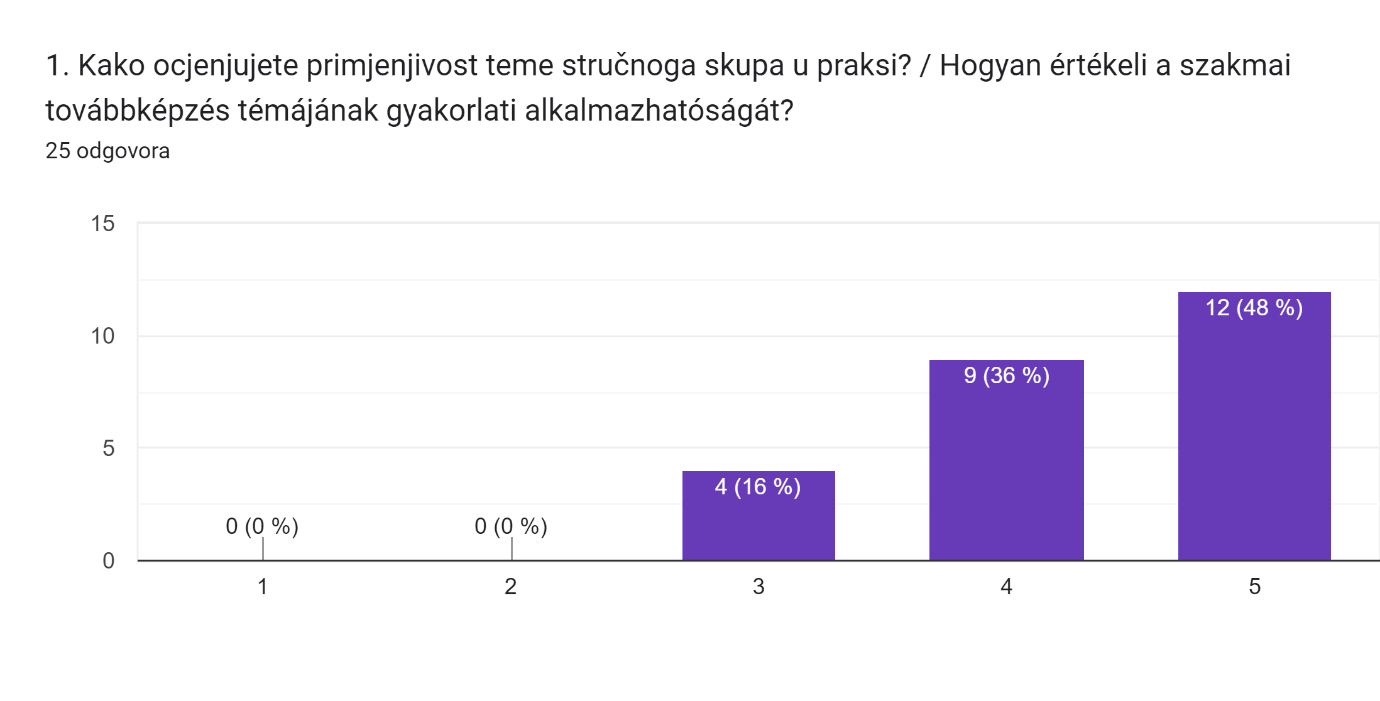 1. Kako ocjenjujete primjenjivost teme stručnoga skupa u praksi? / Hogyan értékeli a szakmai
továbbképzés témájának gyakorlati alkalmazhatóságát?
25 odgovora
15
10
5
0
0 (0 %)
0 (0 %)
4 (16 %)
9 (36 %)
12 (48 %)
1
2
3
4
5